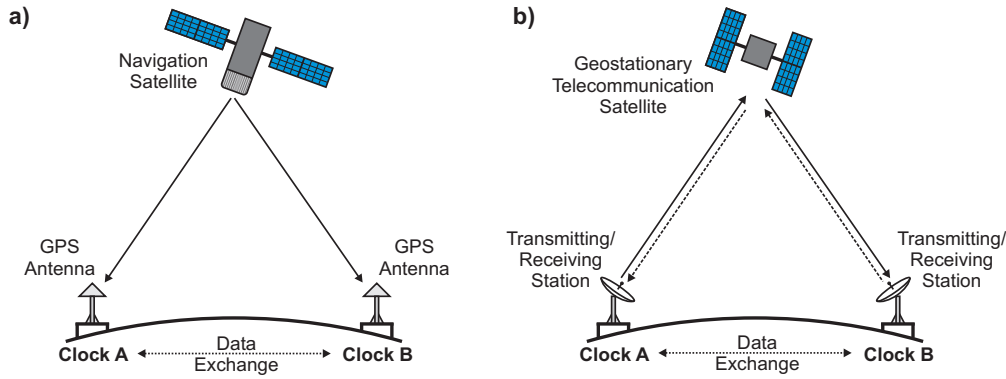 a)
Navigation
Satellite
GPS
Antenna
GPS
Antenna
Clock A
Data
Exchange
Clock B
b)
Geostationary
Telecommunication
Satellite
Transmitting/
Receiving
Station
Transmitting/
Receiving
Station
Clock A
Data
Exchange
Clock B